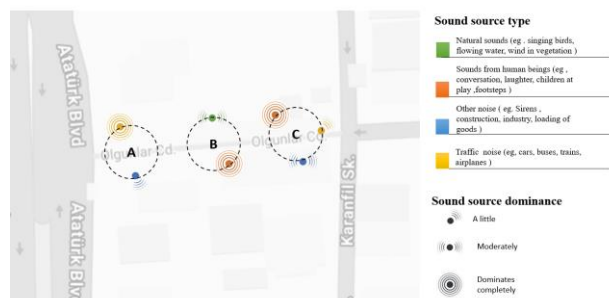 Atatürk Blvd
Atatürk Blvd
Atatürk Blvd
Olgunlar Cd.
Olgunlar Cd.
Karanfil Sk.
A
B
C
Sound source type
Natural sounds (eg . singing birds,
flowing water, wind in vegetation )
Sounds from human beings (eg ,
conversation, laughter, children at
play ,footsteps
Other noise ( eg. Sirens ,
construction, industry, loading of
goods )
Traffic noise (eg, cars, buses, trains,
airplanes)
Sound source dominance
A little
Moderately
Dominates
completely